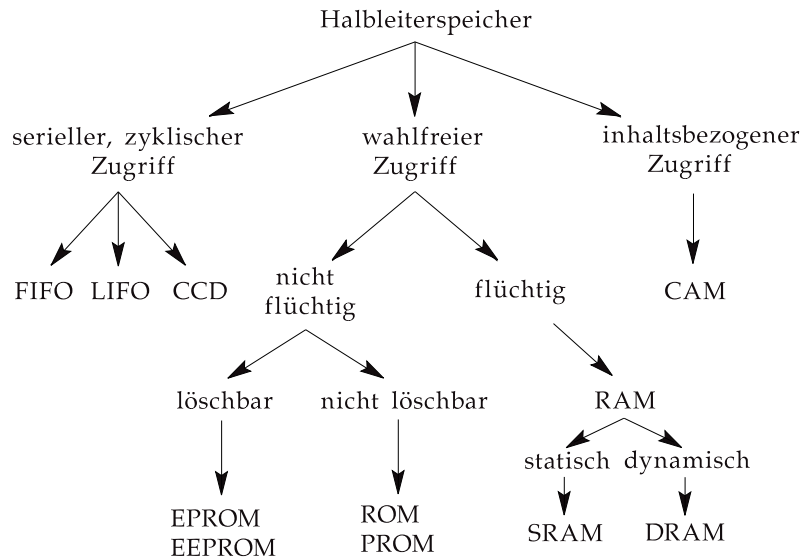 Halbleiterspeicher
serieller, zyklischer
Zugriff
wahlfreier
Zugriff
inhaltsbezogener
Zugriff
FIFO LIFO CCD
nicht
flüchtig
flüchtig
CAM
löschbar
nicht löschbar
RAM
statisch dynamisch
EPROM
EEPROM
ROM
PROM
SRAM
DRAM